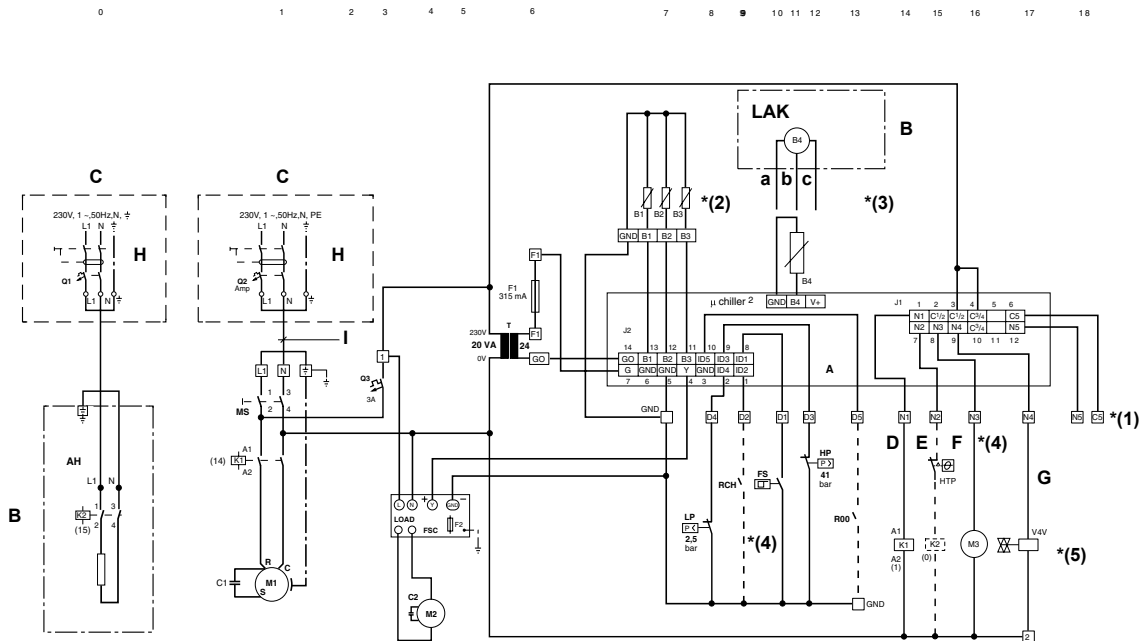 0 1 2 3 4 5 6 7 8 9 10 11 12 13 14 15 16 17 18
C
230V, 1 ~,50Hz,N,
L1 N
H
Q1
L1 N
C
230V, 1 ~,50Hz,N, PE
L1 N
H
Q2
Amp
L1 N
I
L1 N
1 3
MS
2 4
A1
(14) K1
A2
R C
S
M1
C1
B
AH
L1 N
1 3
K2
(15)
2 4
1
Q3
3A
L N + Y GND −
LOAD
FSC
F2
C2
M2
F1
F1
315 mA
F1
230V
T
20 VA
24
0V
GO
B1 B2 B3
*(2)
GND B1 B2 B3
LAK
B4
B
a b c
*(3)
B4
GND B4 V+
µ chiller 2
J2
14 13 12 11 10 9 8
GO B1 B2 B3 ID5 ID3 ID1
G GND GND Y GND ID4 ID2
7 6 5 4 3 2 1
A
J1
1 2 3 4 5 6
N1 C1/2 C1/2 C3/4 C5
N2 N3 N4 C3/4 N5
7 8 9 10 11 12
GND
D4 D2 D1 D3 D5
N1 N2 N3 N4 N5 C5
*(1)
D E F *(4)
G
HTP
HP
P
41
bar
FS
RCH
R00
LP
P
2,5
bar
*(4)
GND
A1
K1
A2
(1)
K2
(0)
M3
V4V
*(5)
2